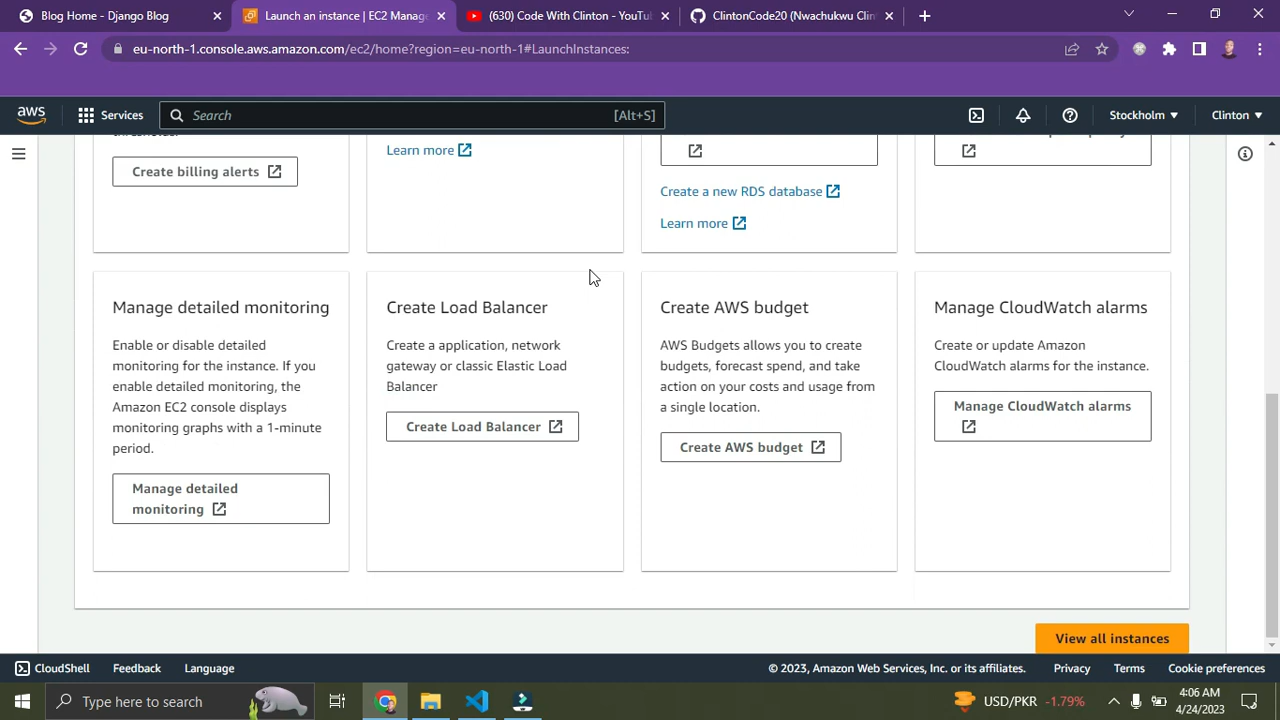 Blog Home - Django Blog
Launch an instance | EC2 Manage
(630) Code With Clinton - YouTu
ClintonCode20 (Nwachukwu Clin
eu-north-1.console.aws.amazon.com/ec2/home?region=eu-north-1#LaunchInstances:
aws
Services
Search
[Alt+S]
Stockholm
Clinton
Create billing alerts
Learn more
Create a new RDS database
Learn more
Manage detailed monitoring
Enable or disable detailed
monitoring for the instance. If you
enable detailed monitoring, the
Amazon EC2 console displays
monitoring graphs with a 1-minute
period.
Manage detailed
monitoring
Create Load Balancer
Create a application, network
gateway or classic Elastic Load
Balancer
Create Load Balancer
Create AWS budget
AWS Budgets allows you to create
budgets, forecast spend, and take
action on your costs and usage from
a single location.
Create AWS budget
Manage CloudWatch alarms
Create or update Amazon
CloudWatch alarms for the instance.
Manage CloudWatch alarms
View all instances
CloudShell
Feedback
Language
© 2023, Amazon Web Services, Inc. or its affiliates.
Privacy
Terms
Cookie preferences
Type here to search
USD/PKR -1.79%
4:06 AM
4/24/2023